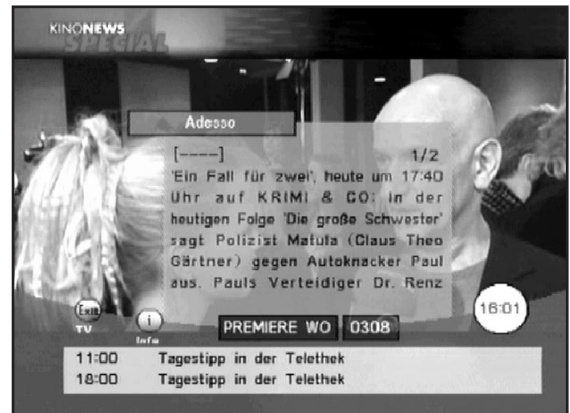 KINONEWS
SPECIAL
Adesso
[----] 1/2
'Ein Fall für zwei', heute um 17:40
Uhr auf KRIMI & CO: in der
heutigen Folge 'Die große Schwester'
sagt Polizist Matula (Claus Theo
Gärtner) gegen Autoknacker Paul
aus. Pauls Verteidiger Dr. Renz
16:01
Exit
TV
i
Info
PREMIERE WO 0308
11:00 Tagestipp in der Telethek
18:00 Tagestipp in der Telethek